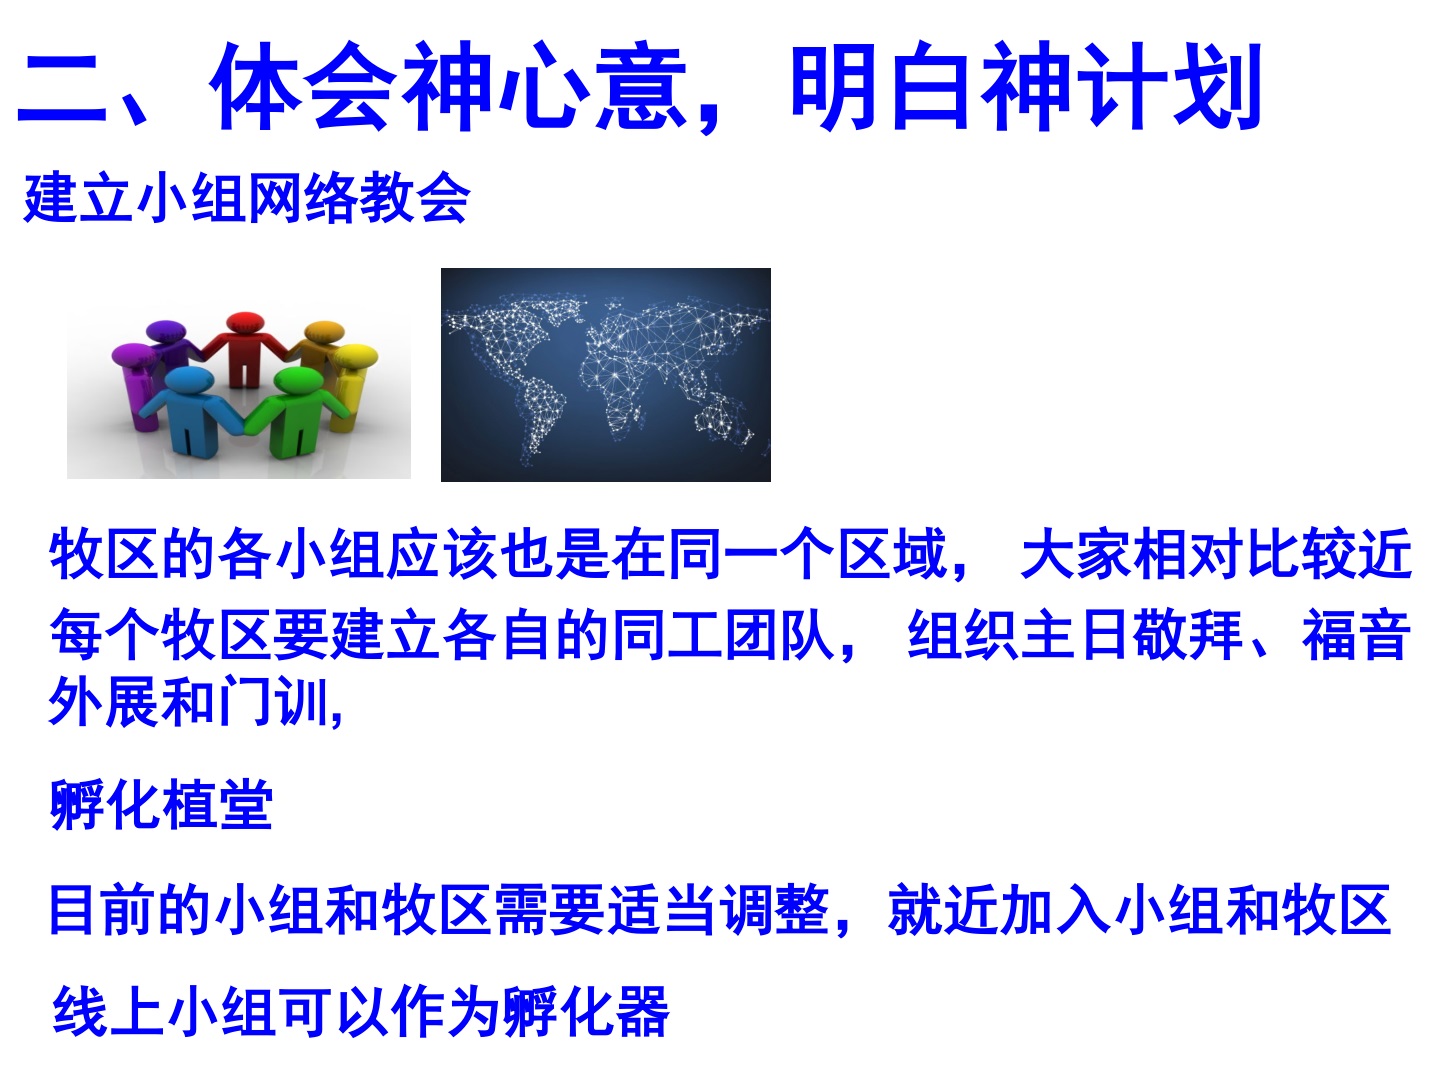 二、体会神心意，明白神计划
建立小组网络教会
牧区的各小组应该也是在同一个区域， 大家相对比较近
每个牧区要建立各自的同工团队， 组织主日敬拜、福音
外展和门训,
孵化植堂
目前的小组和牧区需要适当调整，就近加入小组和牧区
线上小组可以作为孵化器